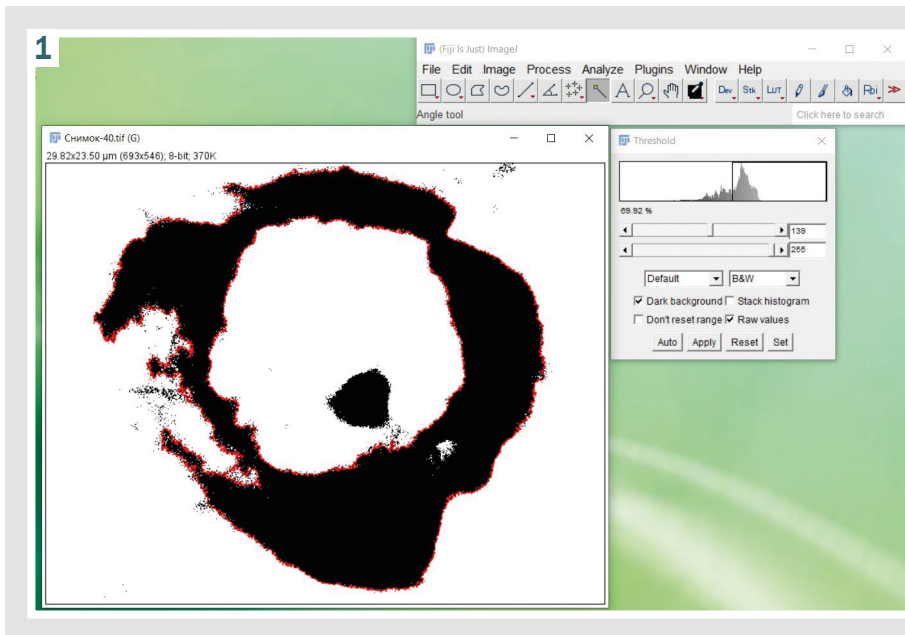 1
(Fiji Is Just) ImageJ
File Edit Image Process Analyze Plugins Window Help
Dev Stk LUT
Angle tool
Click here to search
Снимок-40.tif (G)
29.82x23.50 µm (693x546); 8-bit; 370K
Threshold
69.92 %
139
255
Default B&W
Dark background Stack histogram
Don't reset range Raw values
Auto Apply Reset Set